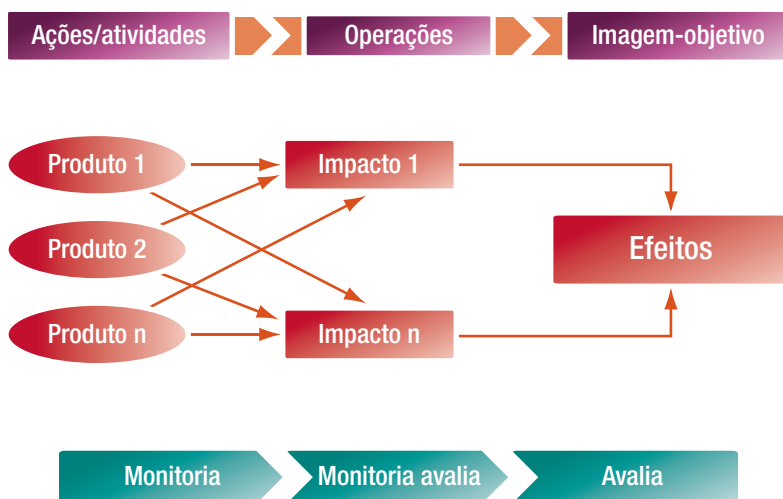 Ações/atividades
Operações
Imagem-objetivo
Produto 1
Impacto 1
Produto 2
Efeitos
Produto n
Impacto n
Monitoria
Monitoria avalia
Avalia